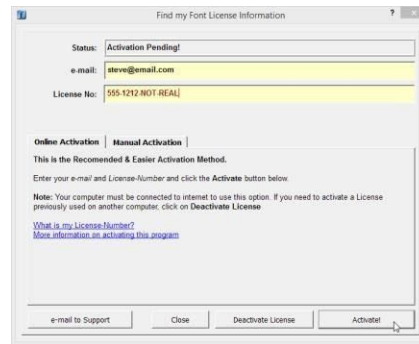 Find my Font License Information
?
x
Status: Activation Pending!
e-mail: steve@email.com
License No: 555-1212-NOT-REAL
Online Activation Manual Activation
This is the Recomended & Easier Activation Method.
Enter your e-mail and License-Number and click the Activate button below.
Note: Your computer must be connected to internet to use this option. If you need to activate a License
previously used on another computer, click on Deactivate License
What is my License-Number?
More information on activating this program
e-mail to Support Close Deactivate License Activate!